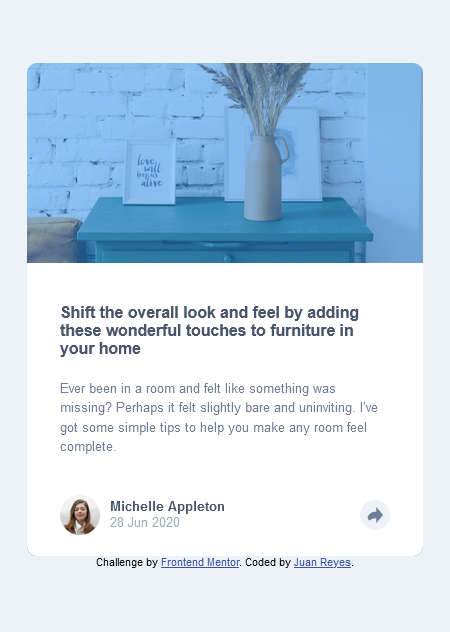 love
will
keep us
alive
Shift the overall look and feel by adding
these wonderful touches to furniture in
your home
Ever been in a room and felt like something was
missing? Perhaps it felt slightly bare and uninviting. I've
got some simple tips to help you make any room feel
complete.
Michelle Appleton
28 Jun 2020
Challenge by Frontend Mentor. Coded by Juan Reyes.